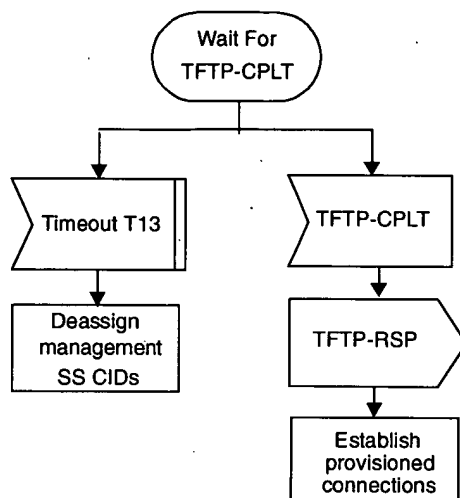 Wait For
TFTP-CPLT
Timeout T13
TFTP-CPLT
Deassign
management
SS CIDs
TFTP-RSP
Establish
provisioned
connections